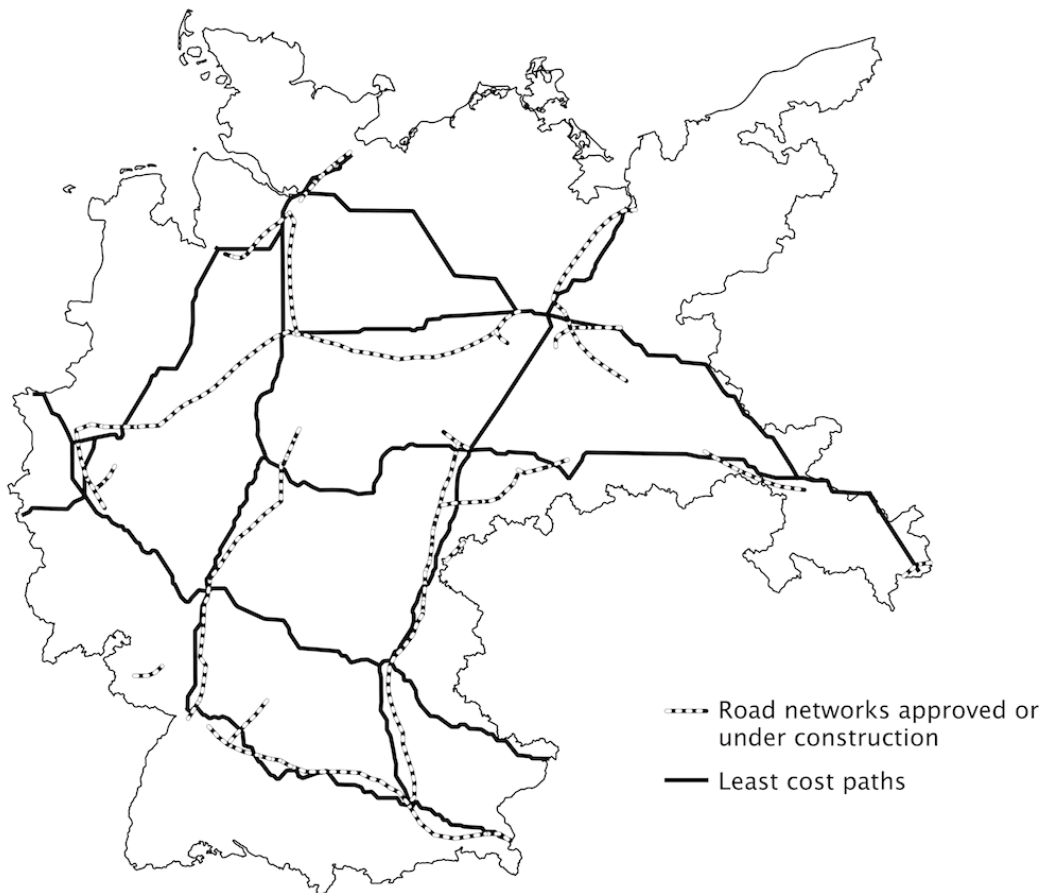 Road networks approved or
under construction
Least cost paths